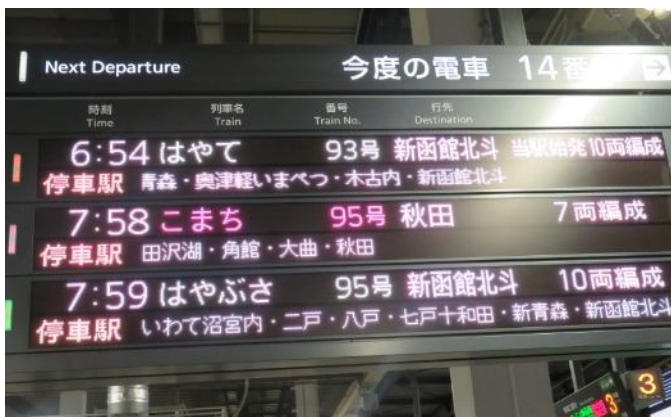 Next Departure 今度の電車 14番
時刻 列車名 番号 行先
Time Train Train No. Destination
6:54 はやて 93号 新函館北斗 当駅始発10両編成
停車駅 青森・奥津軽いまべつ・木古内・新函館北斗
7:58 こまち 95号 秋田 7両編成
停車駅 田沢湖・角館・大曲・秋田
7:59 はやぶさ 95号 新函館北斗 10両編成
停車駅 いわて沼宮内・二戸・八戸・七戸十和田・新青森・新函館北斗
3
3